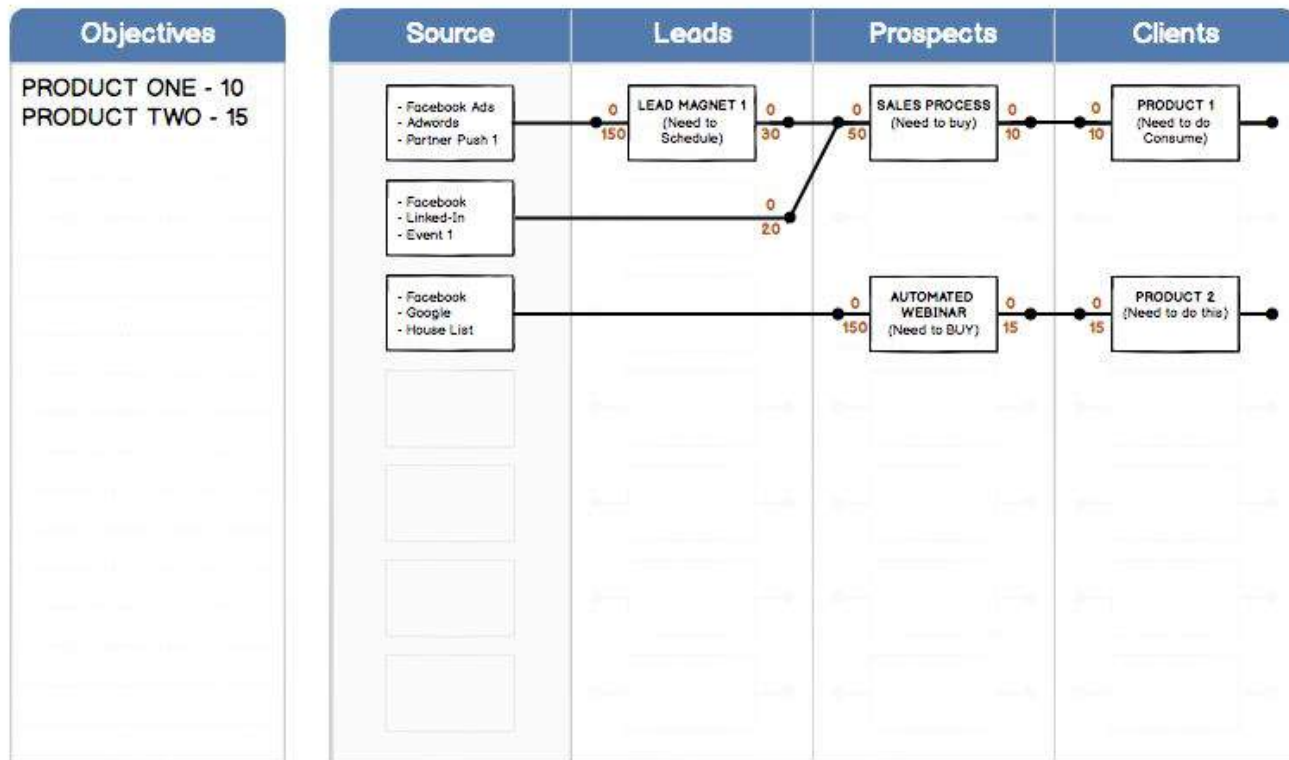 Objectives
PRODUCT ONE - 10
PRODUCT TWO - 15
Source
Leads
Prospects
Clients
- Facebook Ads
- Adwords
- Partner Push 1
0
150
LEAD MAGNET 1
(Need to
Schedule)
0
30
0
50
SALES PROCESS
(Need to buy)
0
10
0
10
PRODUCT 1
(Need to do
Consume)
- Facebook
- Linked-In
- Event 1
0
20
- Facebook
- Google
- House List
0
150
AUTOMATED
WEBINAR
(Need to BUY)
0
15
0
15
PRODUCT 2
(Need to do this)